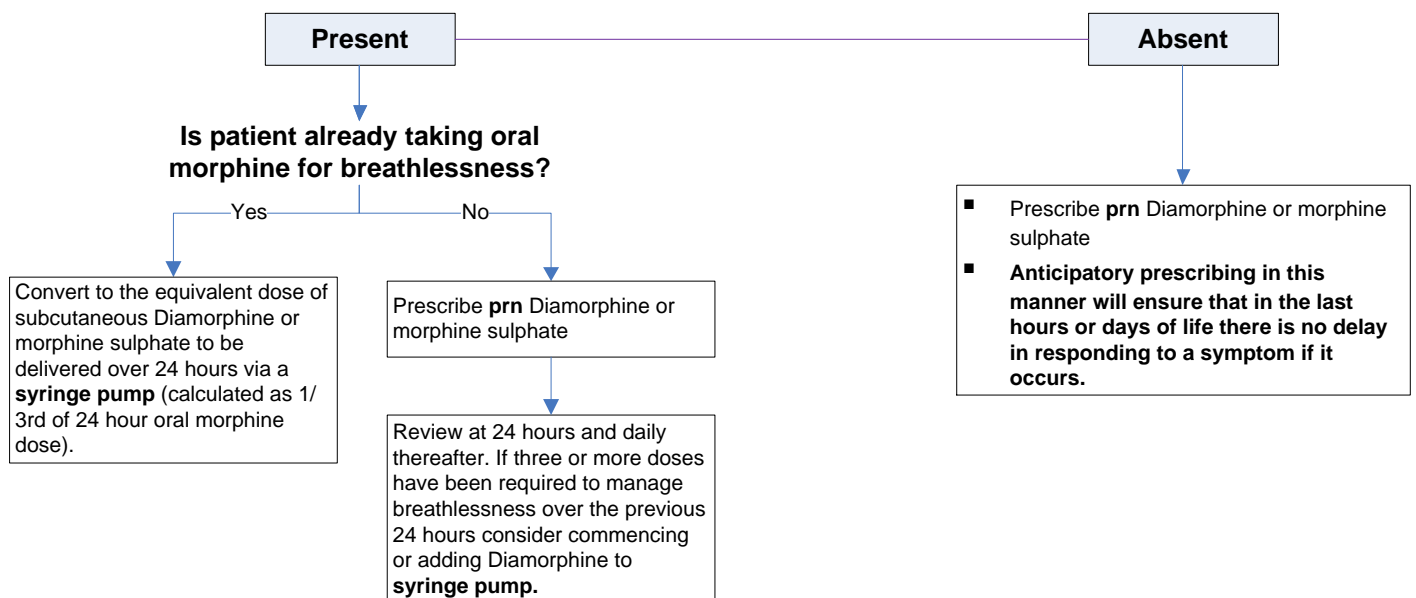 Present
Absent
Is patient already taking oral
morphine for breathlessness?
Yes
No
Convert to the equivalent dose of
subcutaneous Diamorphine or
morphine sulphate to be
delivered over 24 hours via a
syringe pump (calculated as 1/
3rd of 24 hour oral morphine
dose).
Prescribe prn Diamorphine or
morphine sulphate
Review at 24 hours and daily
thereafter. If three or more doses
have been required to manage
breathlessness over the previous
24 hours consider commencing
or adding Diamorphine to
syringe pump.
▪ Prescribe prn Diamorphine or morphine
sulphate
▪ Anticipatory prescribing in this
manner will ensure that in the last
hours or days of life there is no delay
in responding to a symptom if it
occurs.